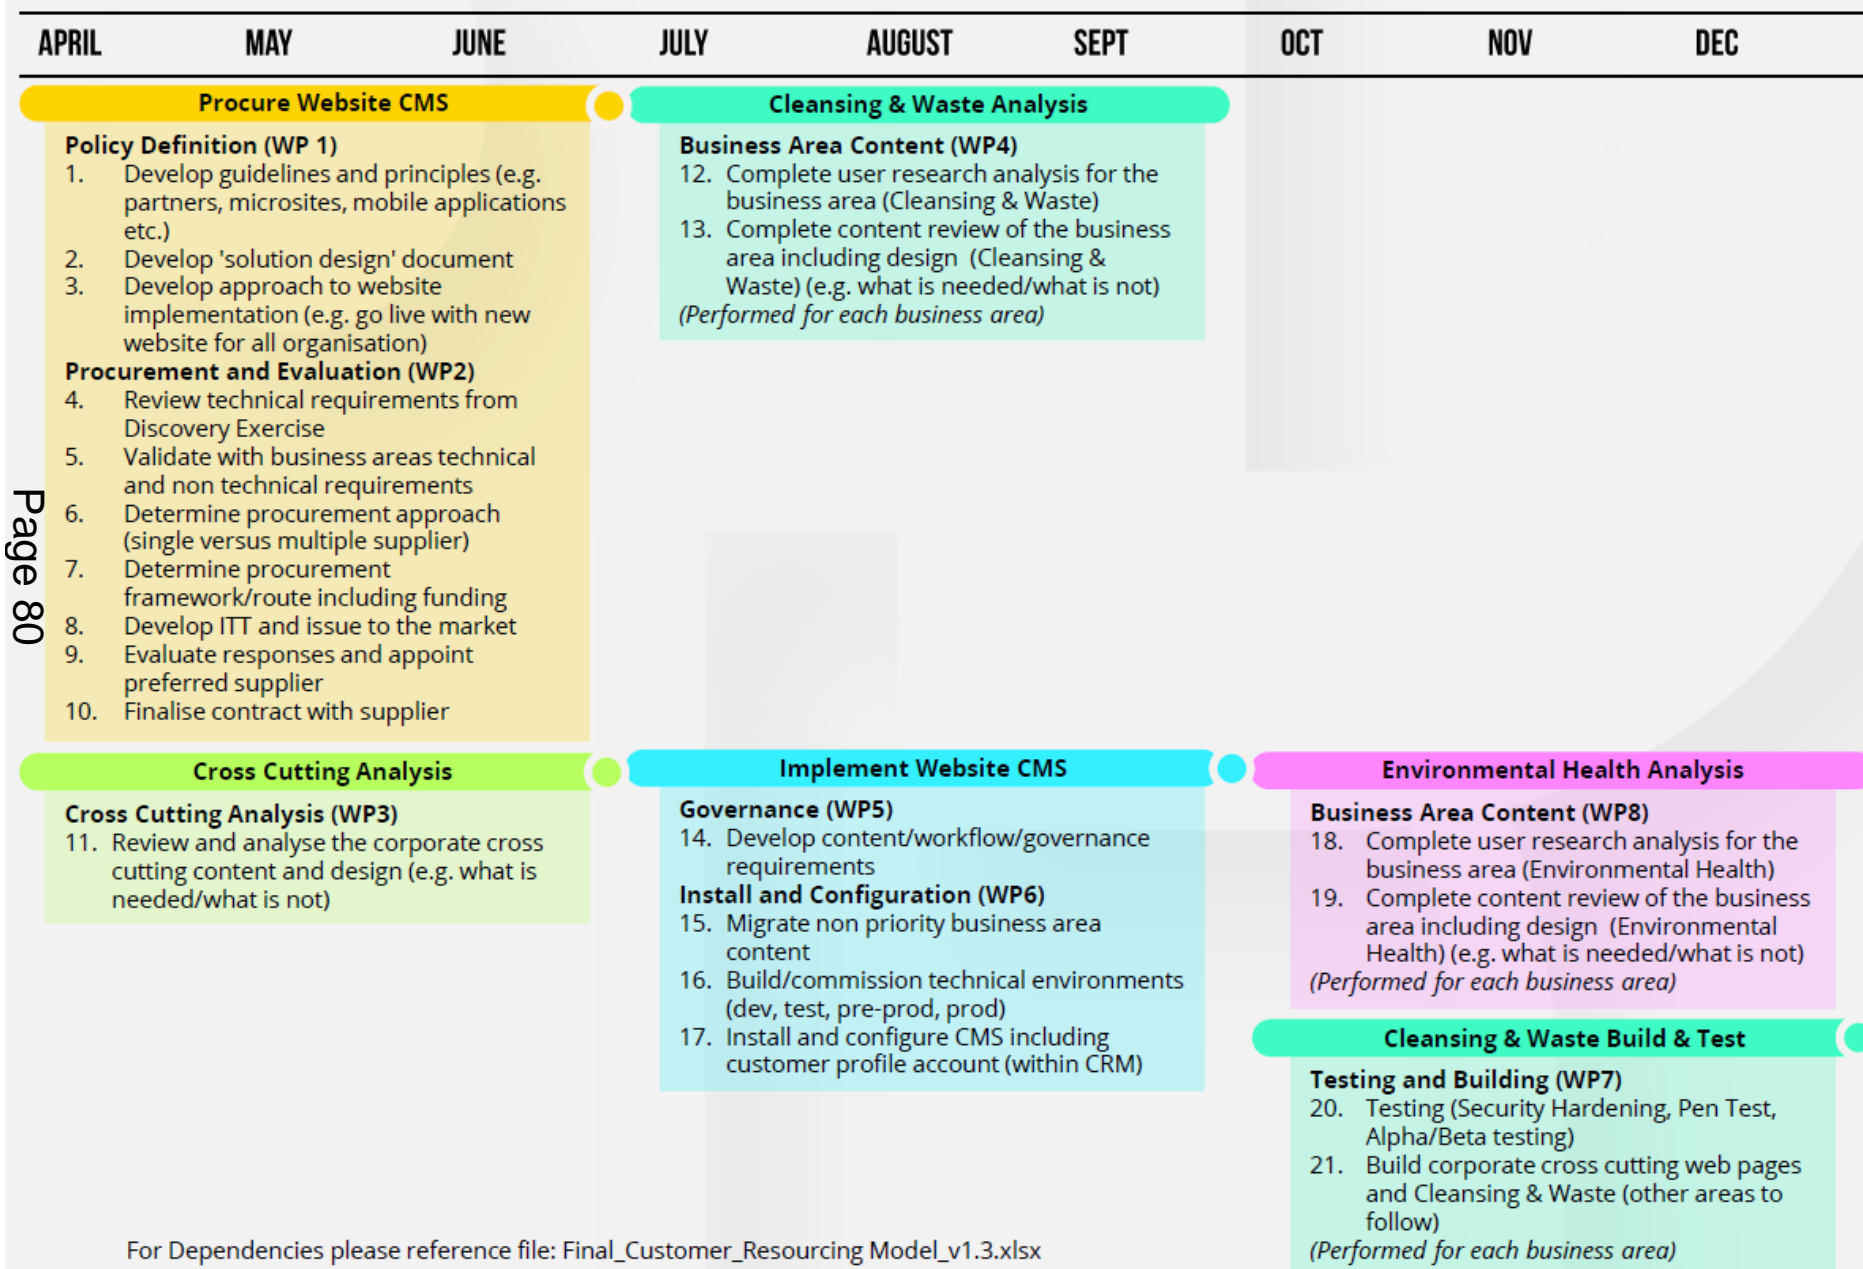 APRIL MAY JUNE JULY AUGUST SEPT OCT NOV DEC
Procure Website CMS
Policy Definition (WP 1)
1. Develop guidelines and principles (e.g.
partners, microsites, mobile applications
etc.)
2. Develop 'solution design' document
3. Develop approach to website
implementation (e.g. go live with new
website for all organisation)
Procurement and Evaluation (WP2)
4. Review technical requirements from
Discovery Exercise
5. Validate with business areas technical
and non technical requirements
6. Determine procurement approach
(single versus multiple supplier)
7. Determine procurement
framework/route including funding
8. Develop ITT and issue to the market
9. Evaluate responses and appoint
preferred supplier
10. Finalise contract with supplier
Cleansing & Waste Analysis
Business Area Content (WP4)
12. Complete user research analysis for the
business area (Cleansing & Waste)
13. Complete content review of the business
area including design (Cleansing &
Waste) (e.g. what is needed/what is not)
(Performed for each business area)
Page 80
Cross Cutting Analysis
Cross Cutting Analysis (WP3)
11. Review and analyse the corporate cross
cutting content and design (e.g. what is
needed/what is not)
Implement Website CMS
Governance (WP5)
14. Develop content/workflow/governance
requirements
Install and Configuration (WP6)
15. Migrate non priority business area
content
16. Build/commission technical environments
(dev, test, pre-prod, prod)
17. Install and configure CMS including
customer profile account (within CRM)
Environmental Health Analysis
Business Area Content (WP8)
18. Complete user research analysis for the
business area (Environmental Health)
19. Complete content review of the business
area including design (Environmental
Health) (e.g. what is needed/what is not)
(Performed for each business area)
Cleansing & Waste Build & Test
Testing and Building (WP7)
20. Testing (Security Hardening, Pen Test,
Alpha/Beta testing)
21. Build corporate cross cutting web pages
and Cleansing & Waste (other areas to
follow)
(Performed for each business area)
For Dependencies please reference file: Final_Customer_Resourcing Model_v1.3.xlsx